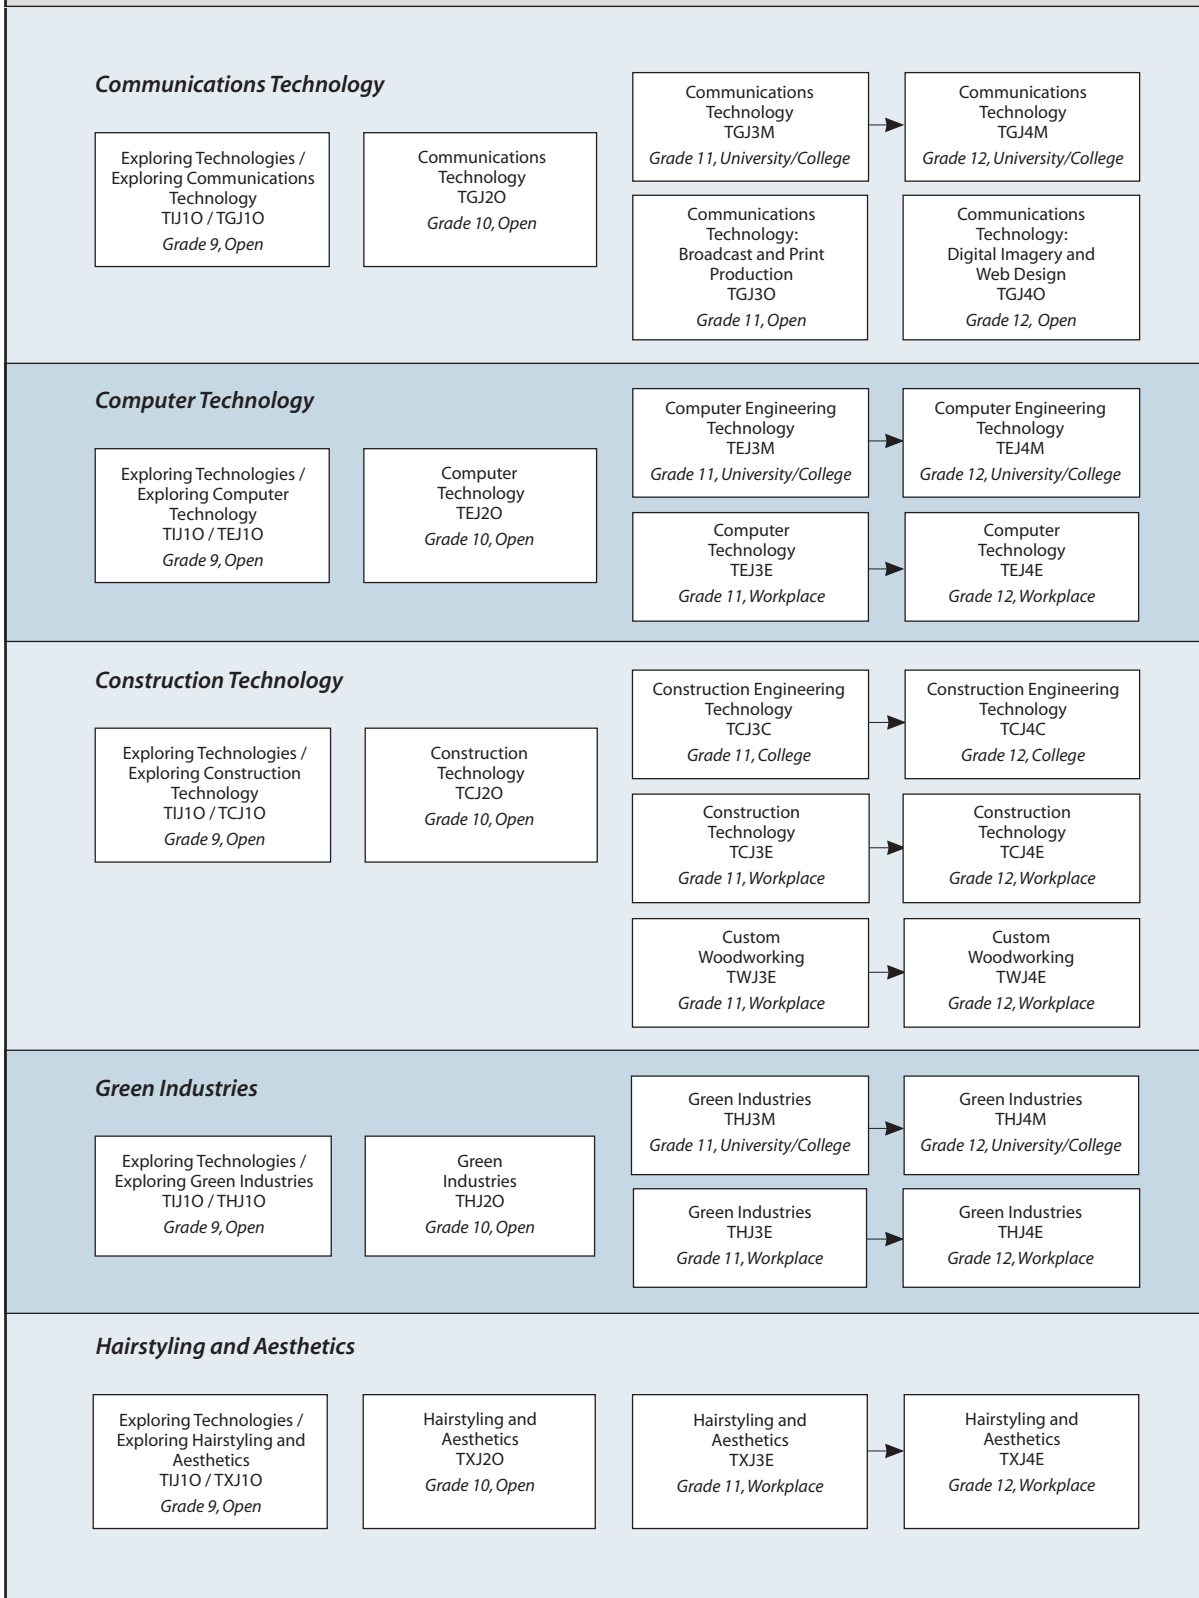 Communications Technology
Exploring Technologies /
Exploring Communications
Technology
TIJ1O / TGJ1O
Grade 9, Open
Communications
Technology
TGJ2O
Grade 10, Open
Communications
Technology
TGJ3M
Grade 11, University/College
Communications
Technology
TGJ4M
Grade 12, University/College
Communications
Technology:
Broadcast and Print
Production
TGJ3O
Grade 11, Open
Communications
Technology:
Digital Imagery and
Web Design
TGJ4O
Grade 12, Open
Computer Technology
Exploring Technologies /
Exploring Computer
Technology
TIJ1O / TEJ1O
Grade 9, Open
Computer
Technology
TEJ2O
Grade 10, Open
Computer Engineering
Technology
TEJ3M
Grade 11, University/College
Computer Engineering
Technology
TEJ4M
Grade 12, University/College
Computer
Technology
TEJ3E
Grade 11, Workplace
Computer
Technology
TEJ4E
Grade 12, Workplace
Construction Technology
Exploring Technologies /
Exploring Construction
Technology
TIJ1O / TCJ1O
Grade 9, Open
Construction
Technology
TCJ2O
Grade 10, Open
Construction Engineering
Technology
TCJ3C
Grade 11, College
Construction Engineering
Technology
TCJ4C
Grade 12, College
Construction
Technology
TCJ3E
Grade 11, Workplace
Construction
Technology
TCJ4E
Grade 12, Workplace
Custom
Woodworking
TWJ3E
Grade 11, Workplace
Custom
Woodworking
TWJ4E
Grade 12, Workplace
Green Industries
Exploring Technologies /
Exploring Green Industries
TIJ1O / THJ1O
Grade 9, Open
Green
Industries
THJ2O
Grade 10, Open
Green Industries
THJ3M
Grade 11, University/College
Green Industries
THJ4M
Grade 12, University/College
Green Industries
THJ3E
Grade 11, Workplace
Green Industries
THJ4E
Grade 12, Workplace
Hairstyling and Aesthetics
Exploring Technologies /
Exploring Hairstyling and
Aesthetics
TIJ1O / TXJ1O
Grade 9, Open
Hairstyling and
Aesthetics
TXJ2O
Grade 10, Open
Hairstyling and
Aesthetics
TXJ3E
Grade 11, Workplace
Hairstyling and
Aesthetics
TXJ4E
Grade 12, Workplace